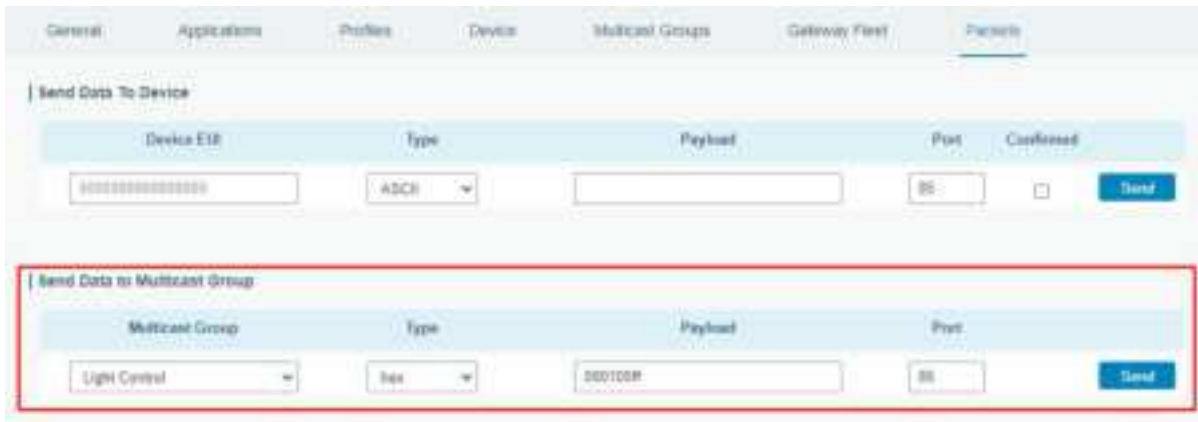 General Applications Profiles Device Multicast Groups Gateway Fleet Packets
Send Data To Device
Device EUI Type Payload Port Confirmed
0000000000000000 ASCII 85 Send
Send Data to Multicast Group
Multicast Group Type Payload Port
Light Control hex 85 Send